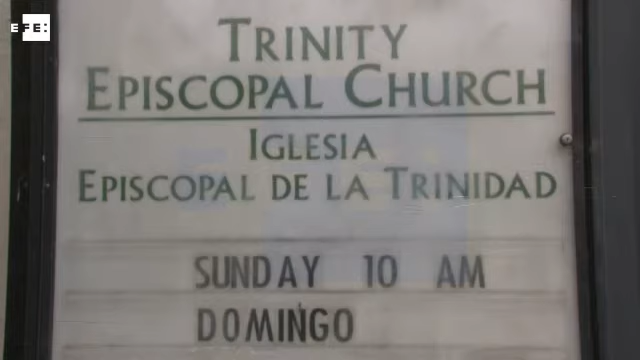 EFE:
TRINITY
EPISCOPAL CHURCH
IGLESIA
EPISCOPAL DE LA TRINIDAD
SUNDAY 10 AM
DOMINGO